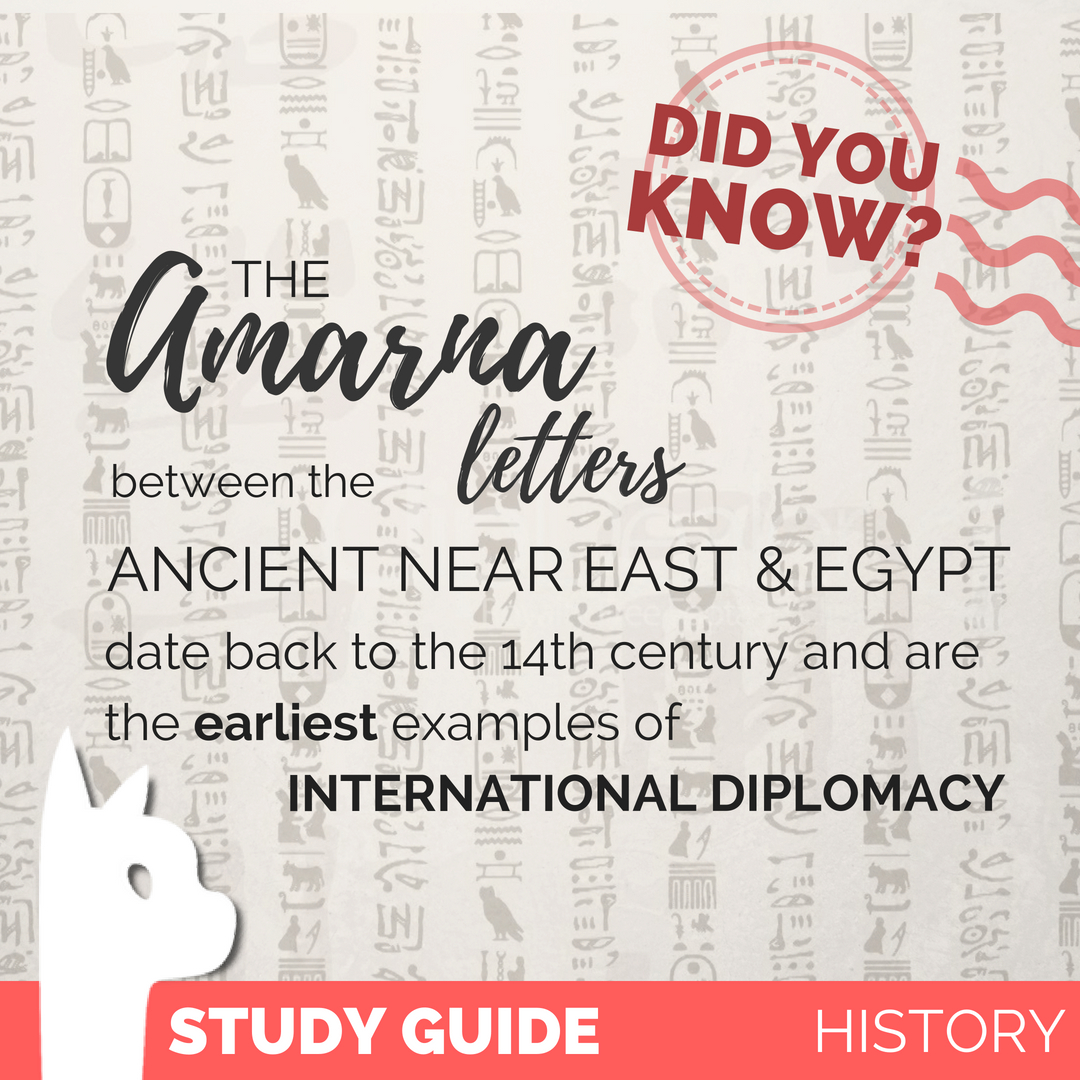 DID YOU
KNOW?
THE
Amarna
letters
between the
ANCIENT NEAR EAST & EGYPT
date back to the 14th century and are
the earliest examples of
INTERNATIONAL DIPLOMACY
STUDY GUIDE
HISTORY